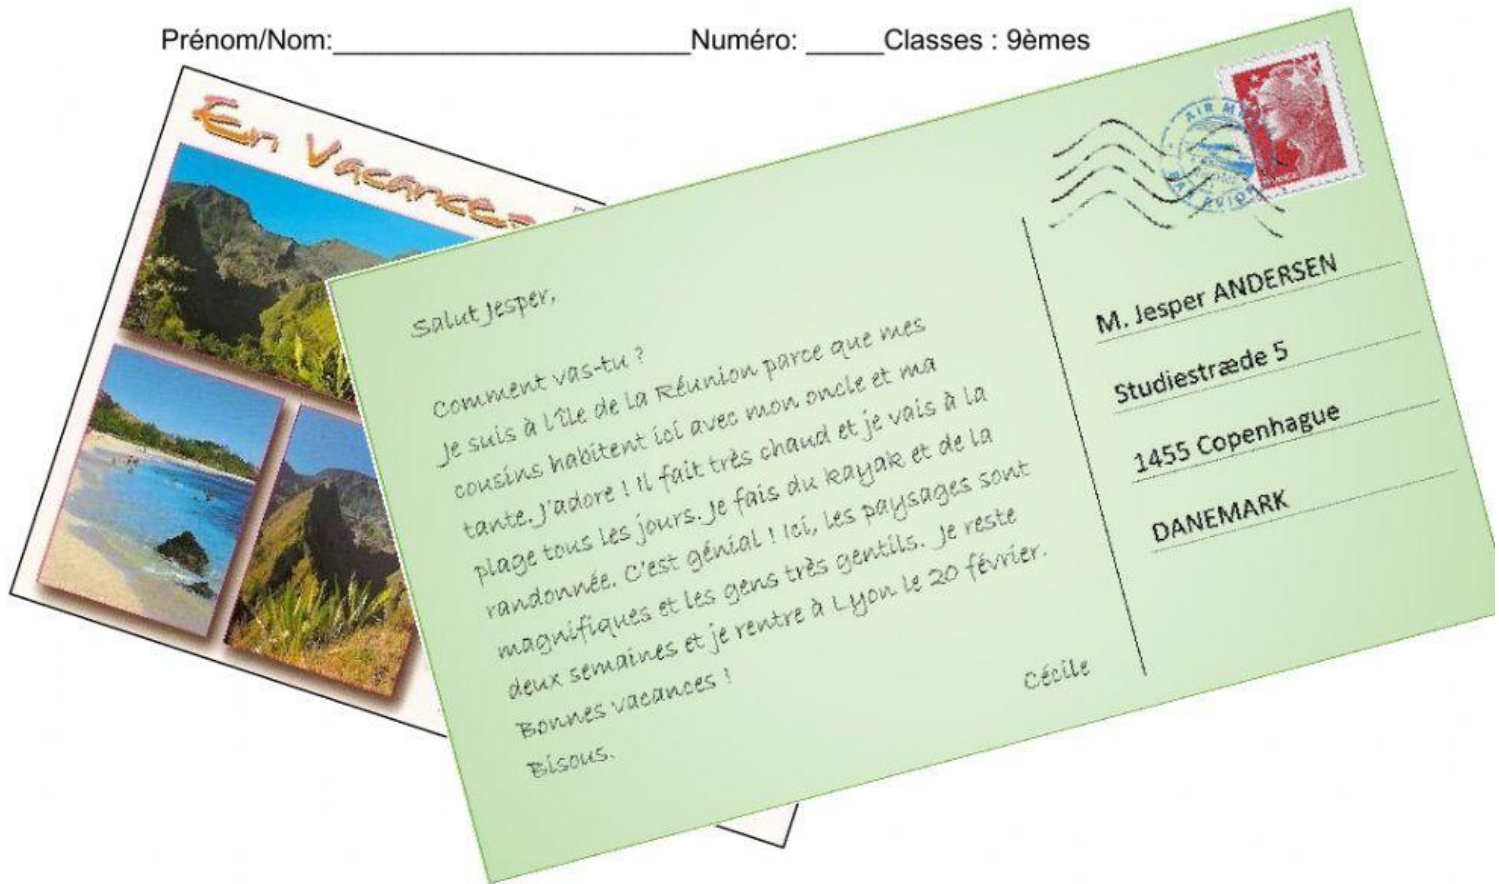 Prénom/Nom:_______________________Numéro: _____Classes : 9èmes
En Vacances
Salut Jesper,
Comment vas-tu ?
Je suis à l'île de la Réunion parce que mes
cousins habitent ici avec mon oncle et ma
tante. J'adore ! Il fait très chaud et je vais à la
plage tous les jours. Je fais du kayak et de la
randonnée. C'est génial ! Ici, les paysages sont
magnifiques et les gens très gentils. Je reste
deux semaines et je rentre à Lyon le 20 février.
Bonnes vacances !
Bisous.
Cécile
AIR MAIL
PAR AVION
FRANCE
M. Jesper ANDERSEN
Studiestræde 5
1455 Copenhague
DANEMARK